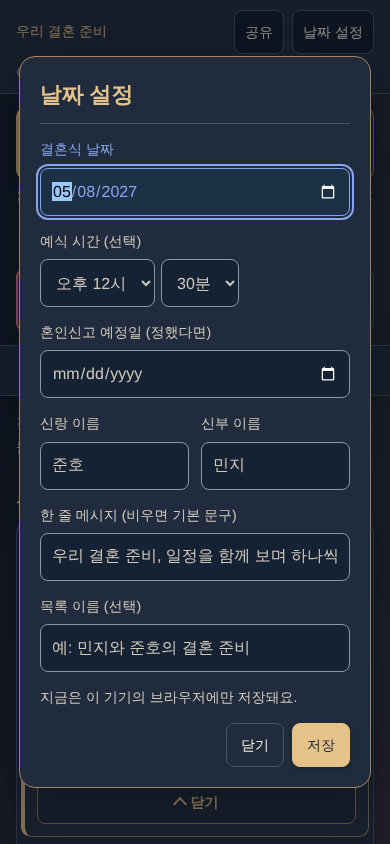 우리 결혼 준비
공유
날짜 설정
날짜 설정
결혼식 날짜
05/08/2027
예식 시간 (선택)
오후 12시
30분
혼인신고 예정일 (정했다면)
mm/dd/yyyy
신랑 이름
신부 이름
준호
민지
한 줄 메시지 (비우면 기본 문구)
우리 결혼 준비, 일정을 함께 보며 하나씩
목록 이름 (선택)
예: 민지와 준호의 결혼 준비
지금은 이 기기의 브라우저에만 저장돼요.
닫기
저장
닫기